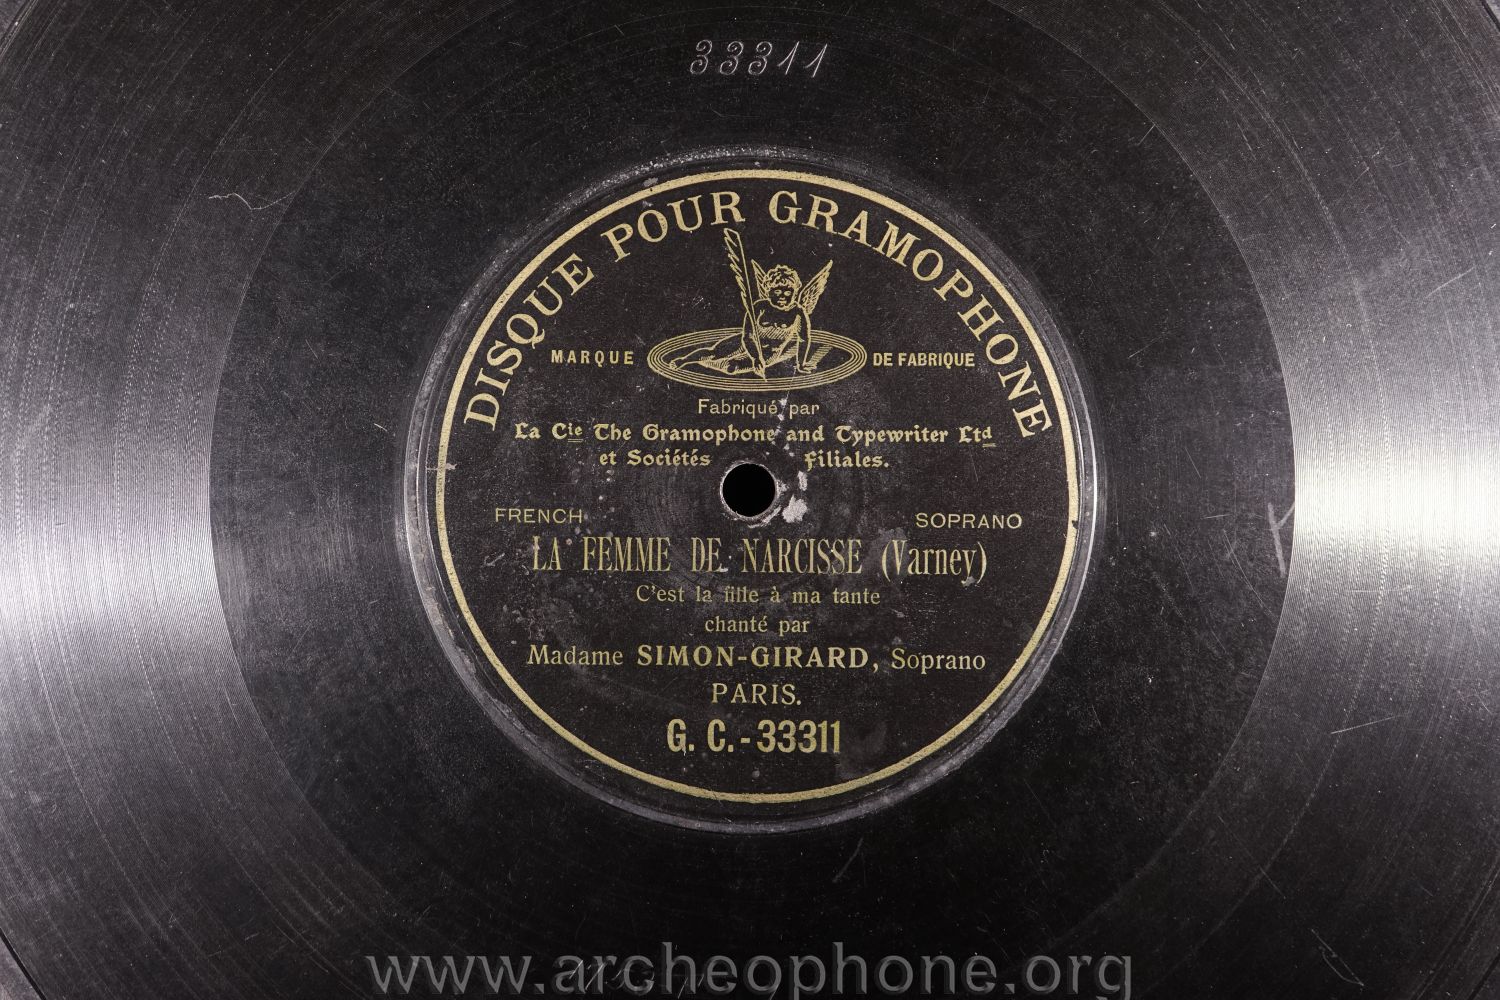 33311
DISQUE POUR GRAMOPHONE
MARQUE DE FABRIQUE
Fabriqué par
La Cie The Gramophone and Typewriter Ltd
et Sociétés filiales.
FRENCH SOPRANO
LA FEMME DE NARCISSE (Varney)
C'est la fille à ma tante
chanté par
Madame SIMON-GIRARD, Soprano
PARIS.
G. C.-33311
www.archeophone.org